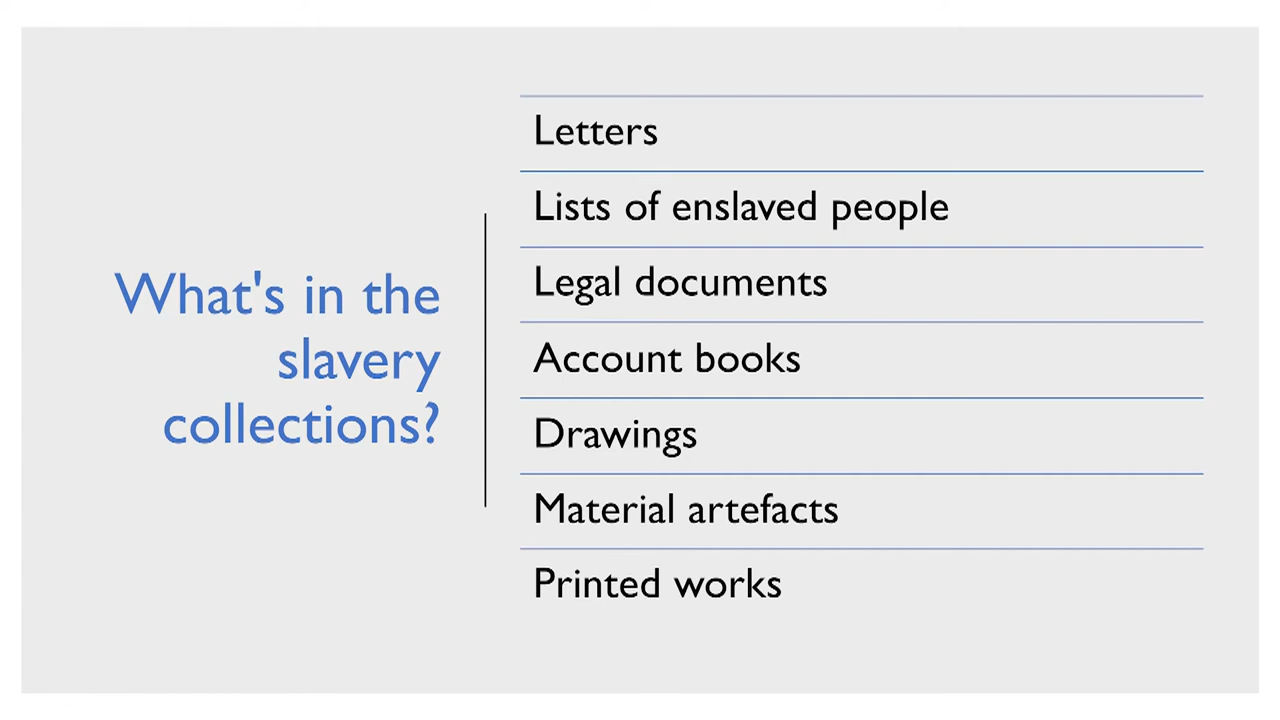 What's in the
slavery
collections?
Letters
Lists of enslaved people
Legal documents
Account books
Drawings
Material artefacts
Printed works